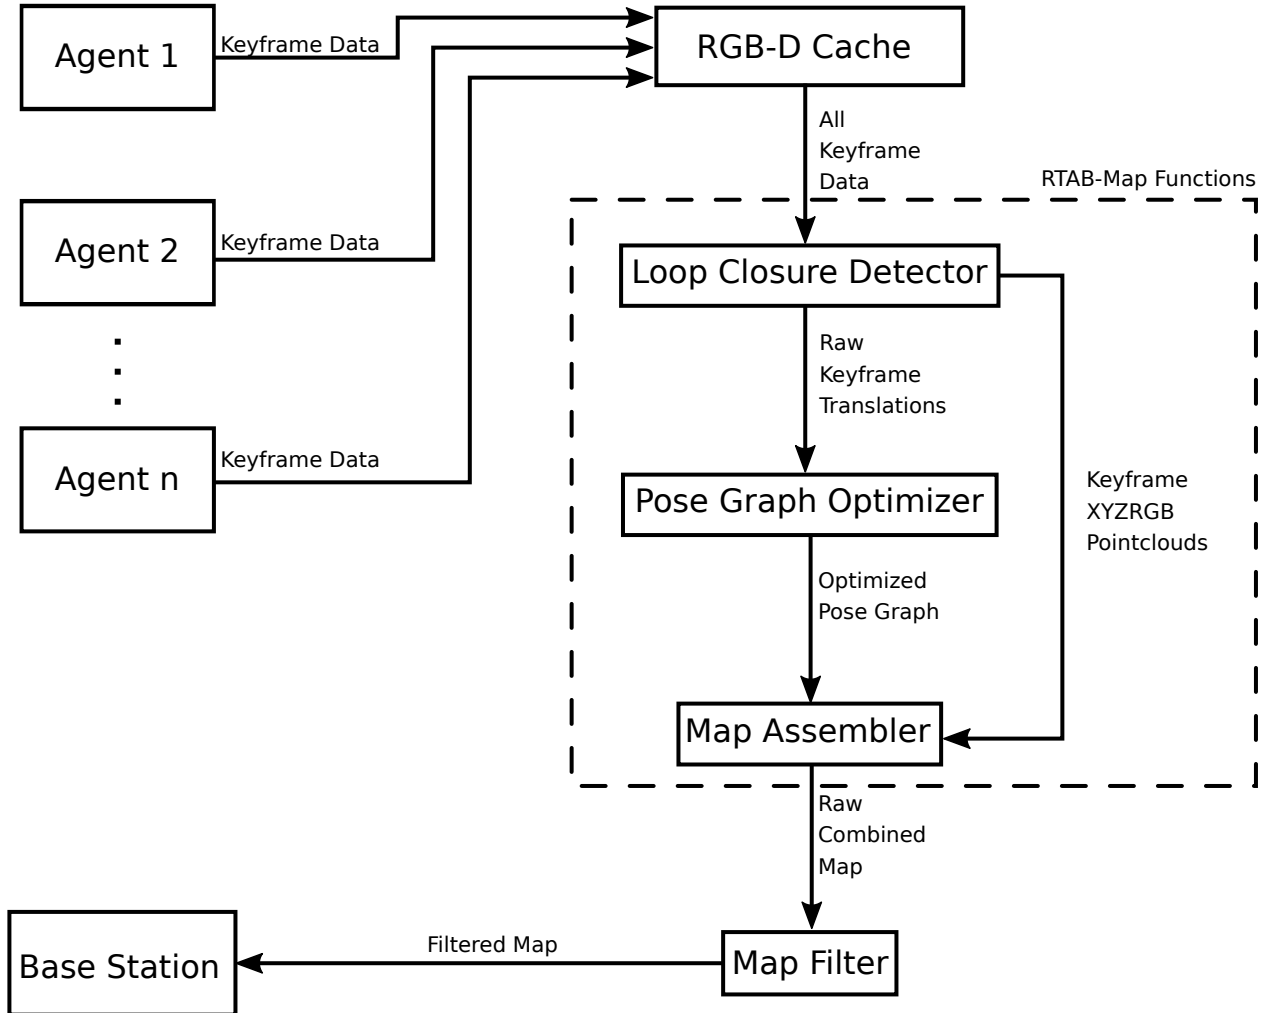 Agent 1
Keyframe Data
RGB-D Cache
All
Keyframe
Data
RTAB-Map Functions
Agent 2
Keyframe Data
Loop Closure Detector
Raw
Keyframe
Translations
Agent n
Keyframe Data
Pose Graph Optimizer
Keyframe
XYZRGB
Pointclouds
Optimized
Pose Graph
Map Assembler
Raw
Combined
Map
Map Filter
Filtered Map
Base Station